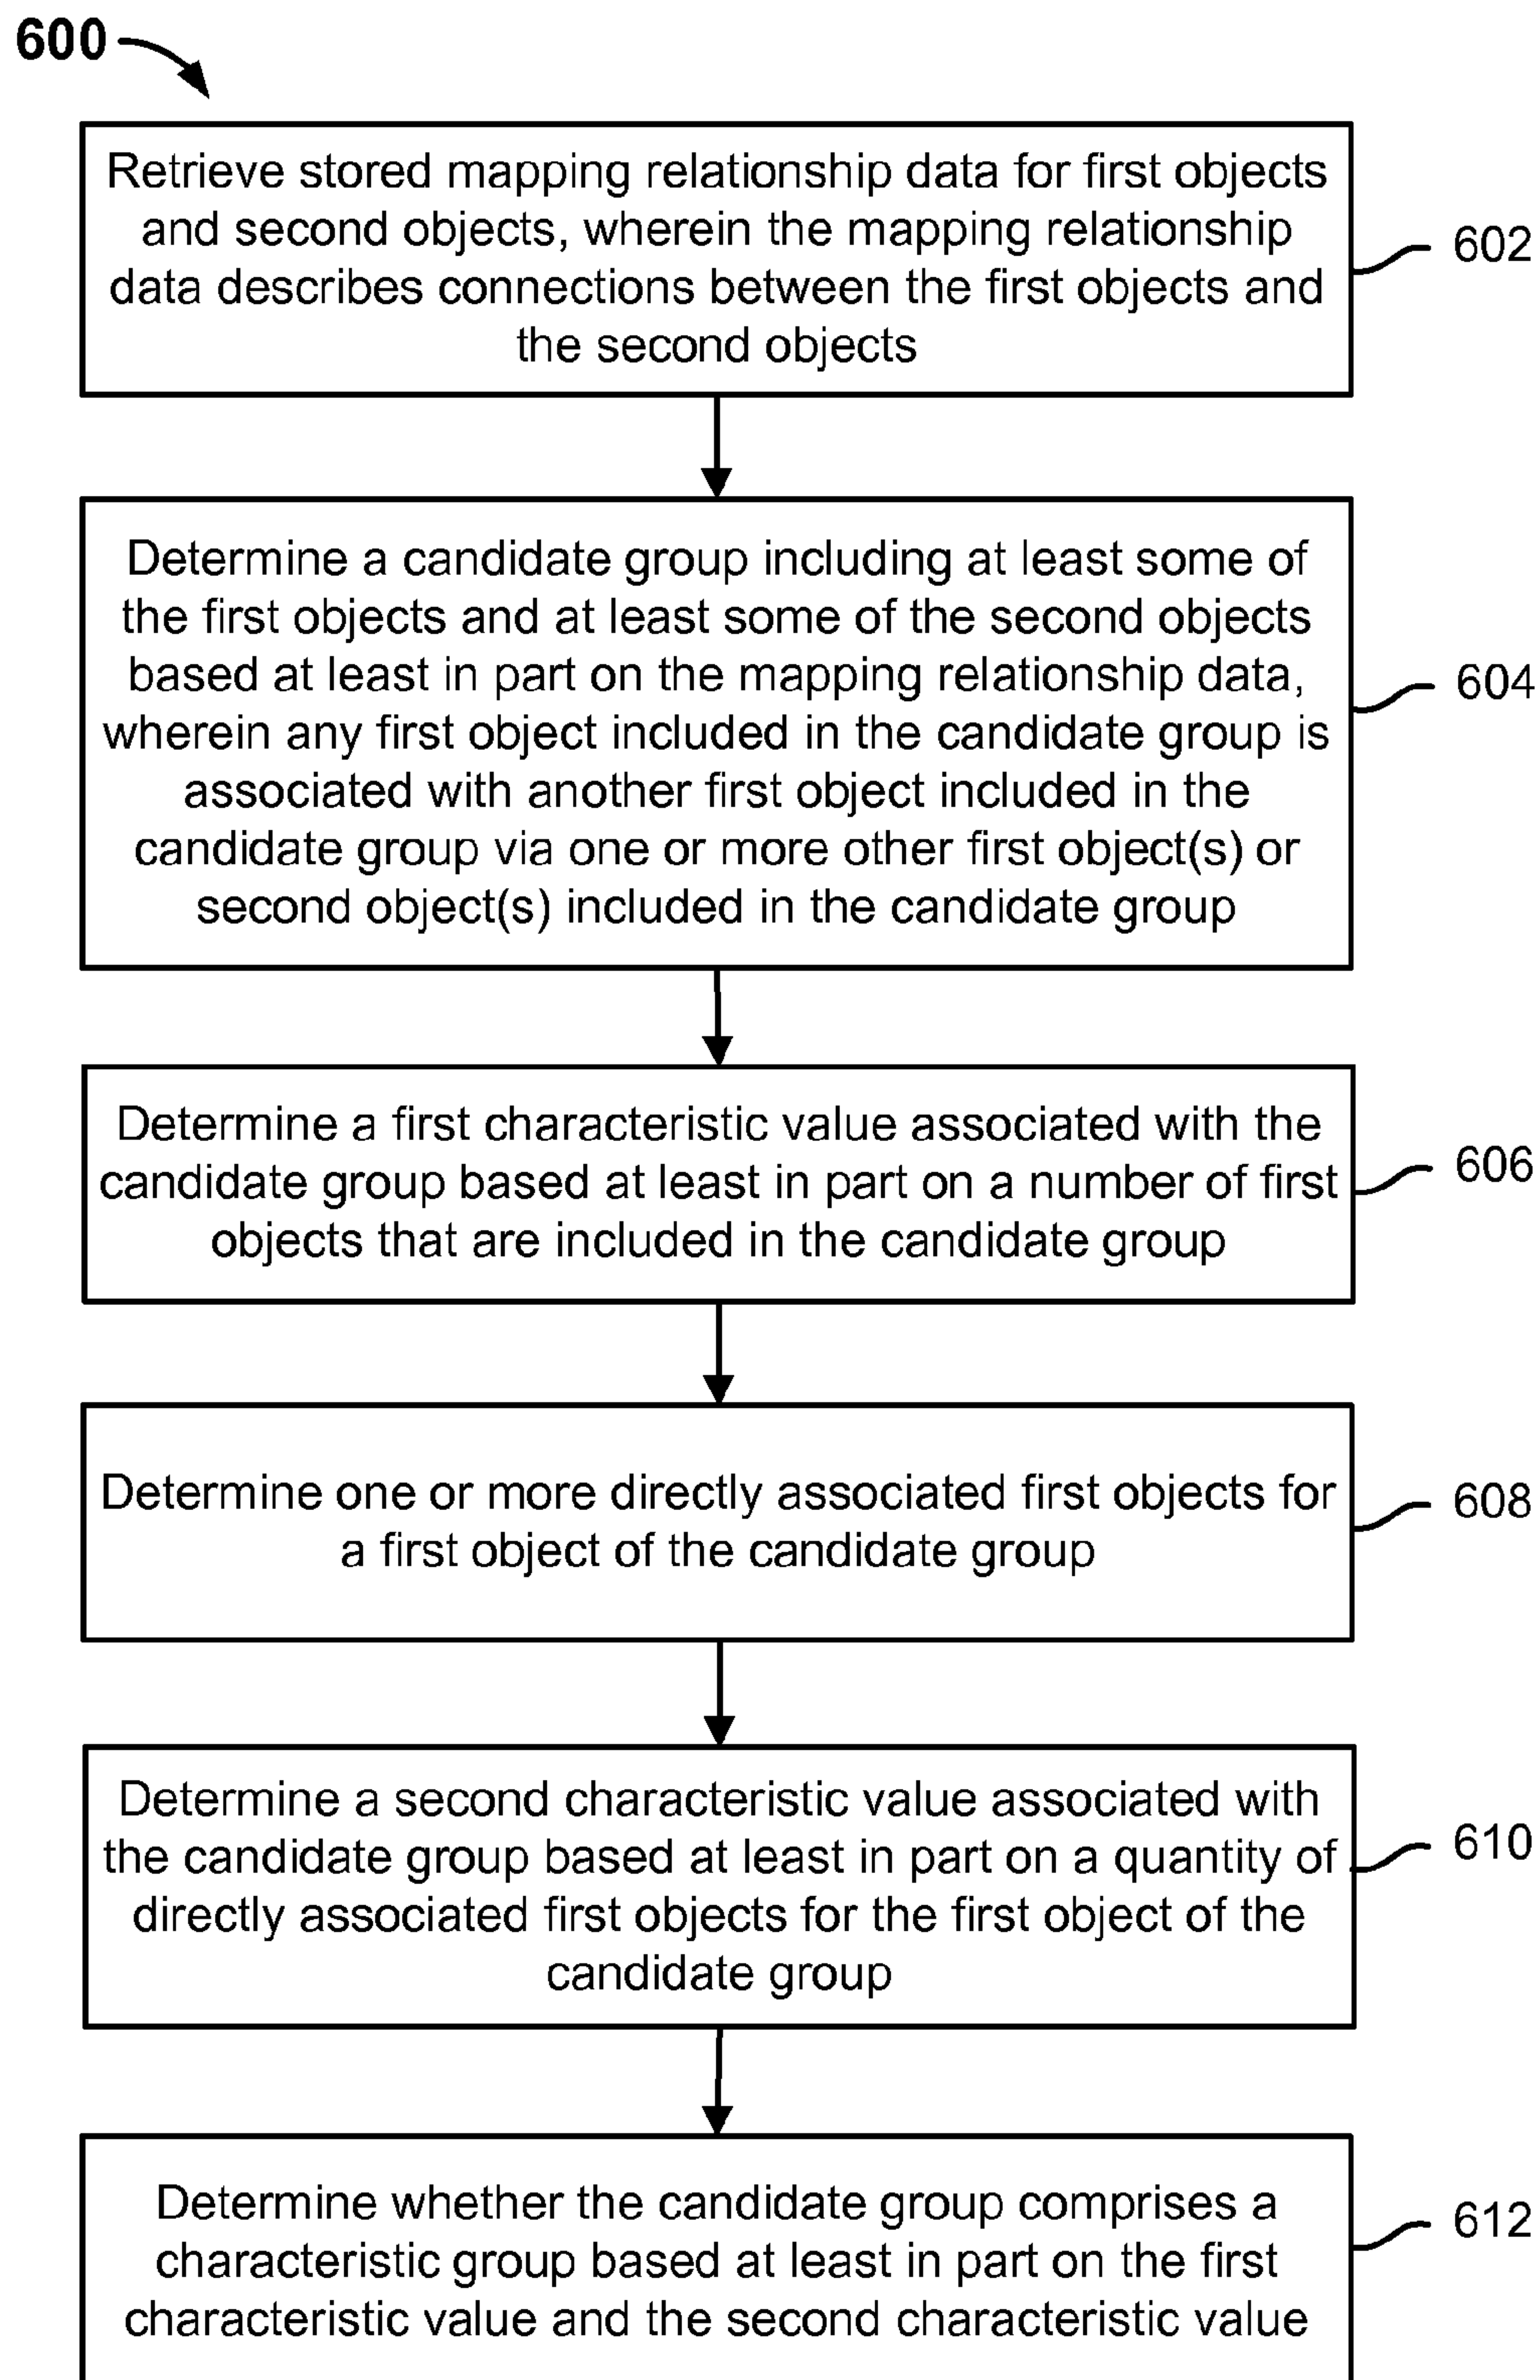 600
Retrieve stored mapping relationship data for first objects
and second objects, wherein the mapping relationship
data describes connections between the first objects and
the second objects
602
Determine a candidate group including at least some of
the first objects and at least some of the second objects
based at least in part on the mapping relationship data,
wherein any first object included in the candidate group is
associated with another first object included in the
candidate group via one or more other first object(s) or
second object(s) included in the candidate group
604
Determine a first characteristic value associated with the
candidate group based at least in part on a number of first
objects that are included in the candidate group
606
Determine one or more directly associated first objects for
a first object of the candidate group
608
Determine a second characteristic value associated with
the candidate group based at least in part on a quantity of
directly associated first objects for the first object of the
candidate group
610
Determine whether the candidate group comprises a
characteristic group based at least in part on the first
characteristic value and the second characteristic value
612